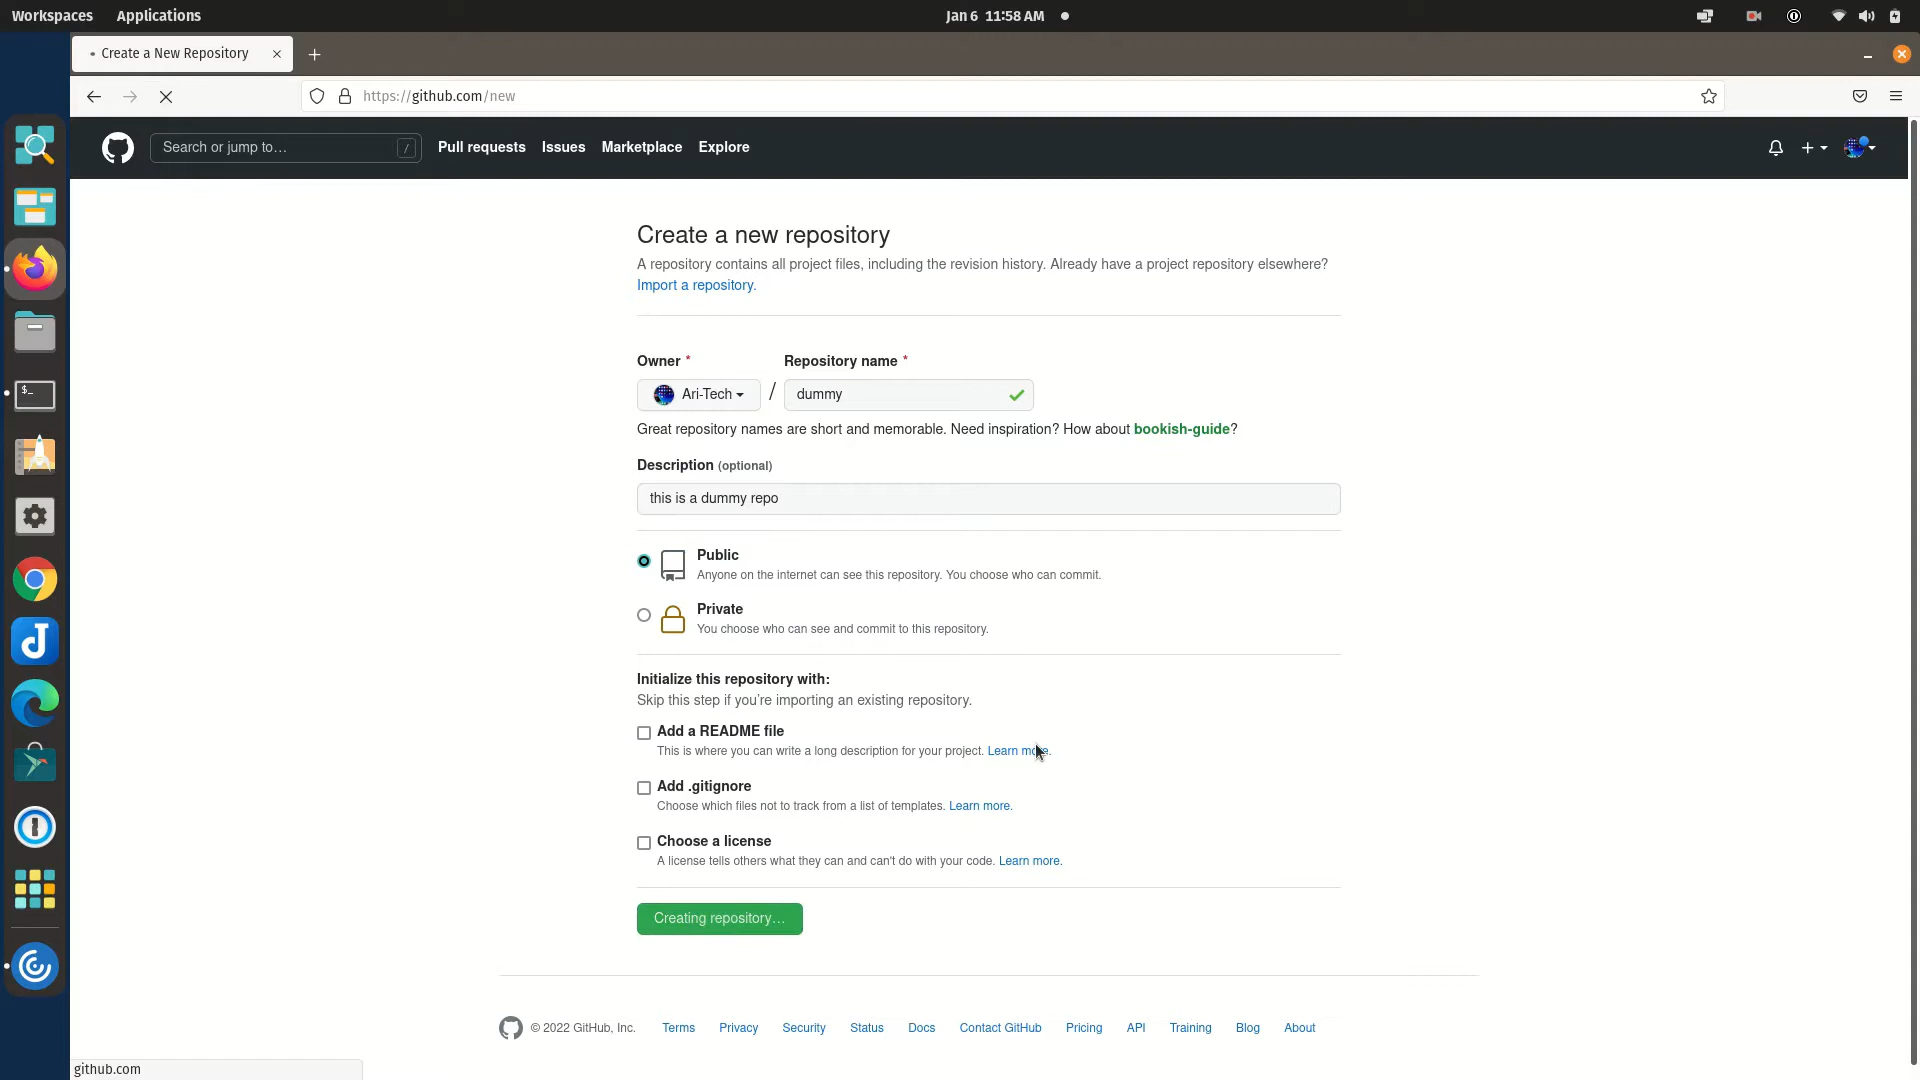 Workspaces Applications Jan 6 11:58 AM
Create a New Repository
https://github.com/new
Search or jump to… / Pull requests Issues Marketplace Explore
Create a new repository
A repository contains all project files, including the revision history. Already have a project repository elsewhere?
Import a repository.
Owner * Repository name *
Ari-Tech / dummy
Great repository names are short and memorable. Need inspiration? How about bookish-guide?
Description (optional)
this is a dummy repo
Public
Anyone on the internet can see this repository. You choose who can commit.
Private
You choose who can see and commit to this repository.
Initialize this repository with:
Skip this step if you're importing an existing repository.
Add a README file
This is where you can write a long description for your project. Learn more.
Add .gitignore
Choose which files not to track from a list of templates. Learn more.
Choose a license
A license tells others what they can and can't do with your code. Learn more.
Creating repository…
© 2022 GitHub, Inc. Terms Privacy Security Status Docs Contact GitHub Pricing API Training Blog About
github.com